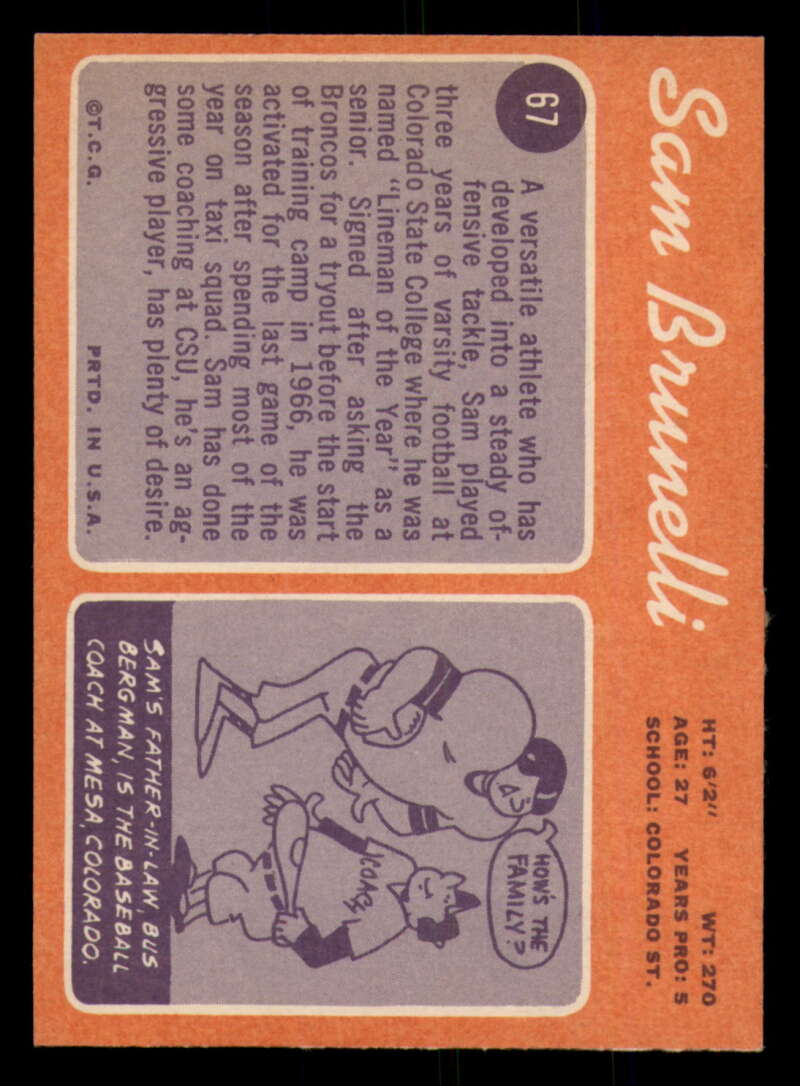 Sam Brunelli
HT: 6'2" WT: 270
AGE: 27 YEARS PRO: 5
SCHOOL: COLORADO ST.
67
A versatile athlete who has
developed into a steady of-
fensive tackle, Sam played
three years of varsity football at
Colorado State College where he was
named "Lineman of the Year" as a
senior. Signed after asking the
Broncos for a tryout before the start
of training camp in 1966, he was
activated for the last game of the
season after spending most of the
year on taxi squad. Sam has done
some coaching at CSU, he's an ag-
gressive player, has plenty of desire.
©T.C.G. PRTD. IN U.S.A.
HOW'S THE
FAMILY?
COACH
SAM'S FATHER-IN-LAW, BUS
BERGMAN, IS THE BASEBALL
COACH AT MESA, COLORADO.